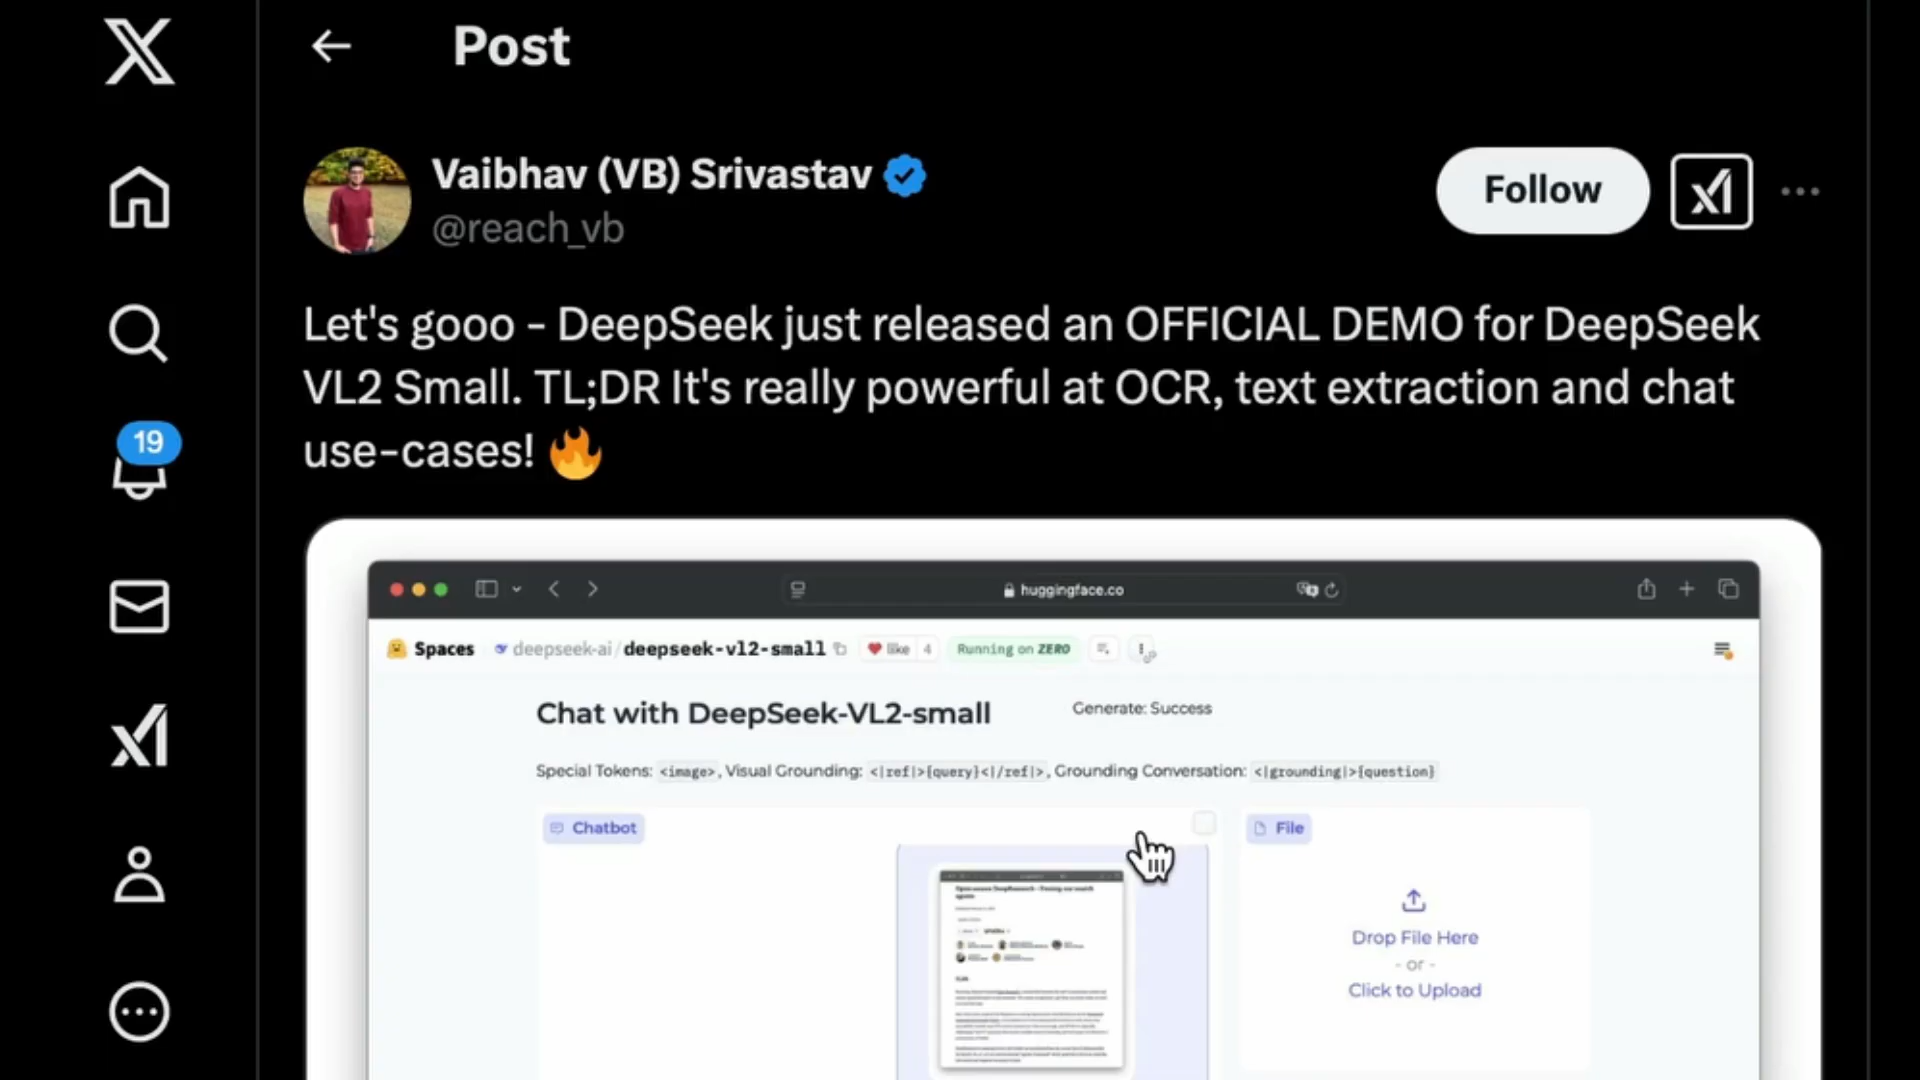 Post
Vaibhav (VB) Srivastav
@reach_vb
Follow
Let's gooo - DeepSeek just released an OFFICIAL DEMO for DeepSeek
VL2 Small. TL;DR It's really powerful at OCR, text extraction and chat
use-cases! 🔥
19
huggingface.co
Spaces deepseek-ai/deepseek-vl2-small like 4 Running on ZERO
Chat with DeepSeek-VL2-small
Generate: Success
Special Tokens: <image>, Visual Grounding: <|ref|>{query}<|/ref|>, Grounding Conversation: <|grounding|>{question}
Chatbot
File
Drop File Here
- or -
Click to Upload